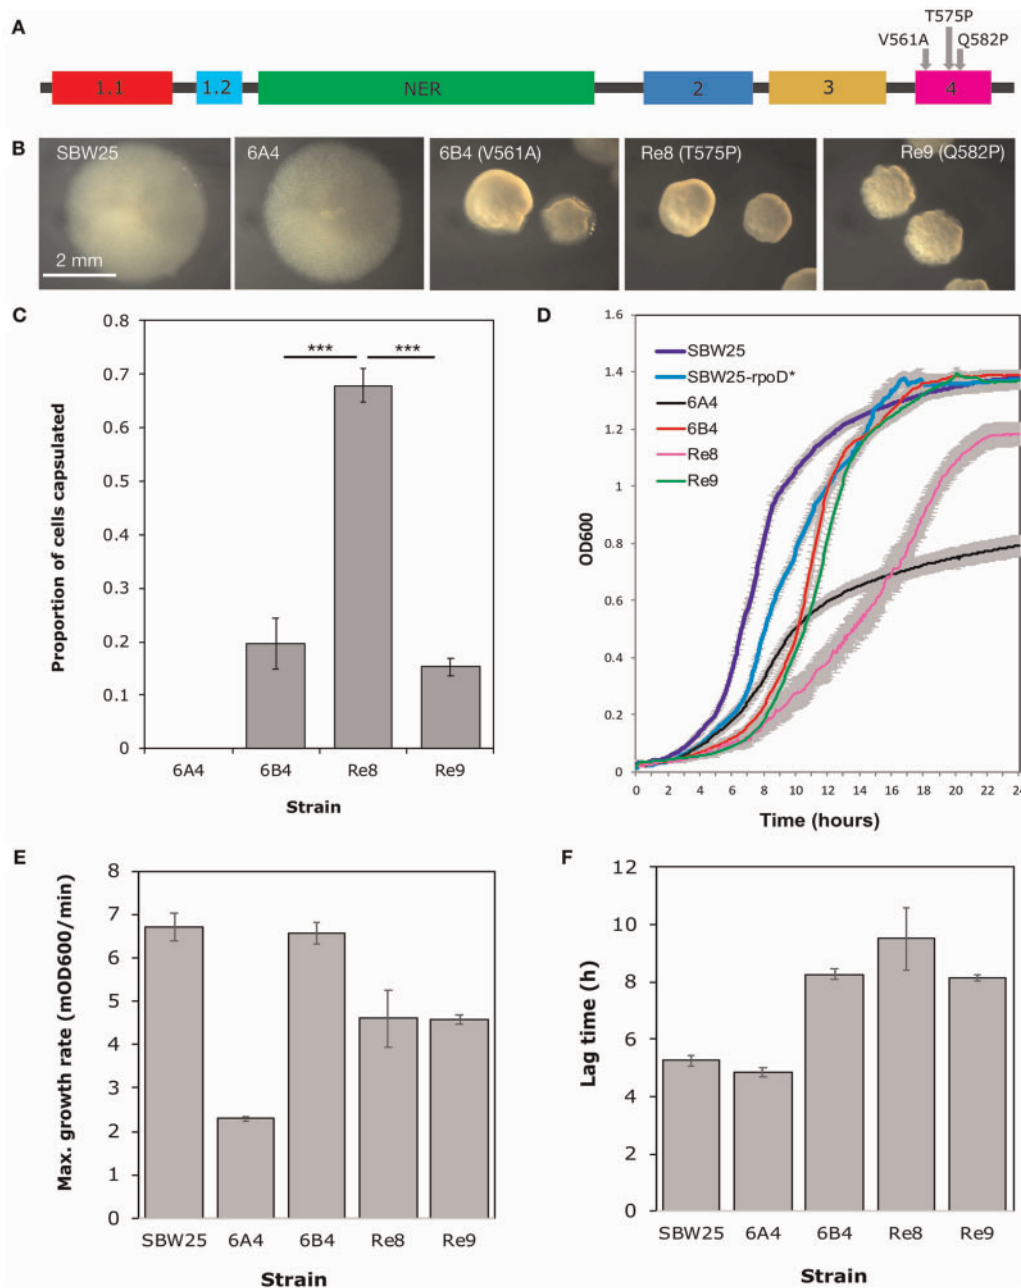 A
T575P
V561A
Q582P
1.1
1.2
NER
2
3
4
B
SBW25
6A4
6B4 (V561A)
Re8 (T575P)
Re9 (Q582P)
2 mm
C
Proportion of cells capsulated
0.8
0.7
0.6
0.5
0.4
0.3
0.2
0.1
0
***
***
6A4
6B4
Re8
Re9
Strain
D
OD600
1.6
1.4
1.2
1
0.8
0.6
0.4
0.2
0
SBW25
SBW25-rpoD*
6A4
6B4
Re8
Re9
0 2 4 6 8 10 12 14 16 18 20 22 24
Time (hours)
E
Max. growth rate (mOD600/min)
8
7
6
5
4
3
2
1
0
SBW25
6A4
6B4
Re8
Re9
Strain
F
Lag time (h)
12
10
8
6
4
2
0
SBW25
6A4
6B4
Re8
Re9
Strain